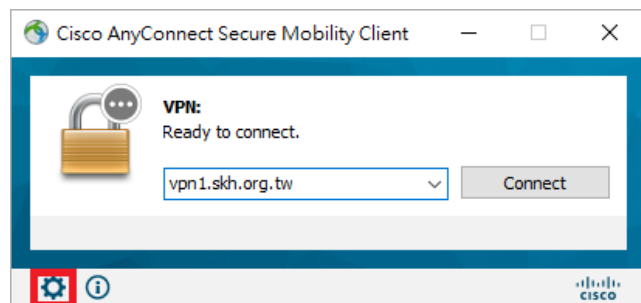 Cisco AnyConnect Secure Mobility Client
VPN:
Ready to connect.
vpn1.skh.org.tw
Connect
CISCO